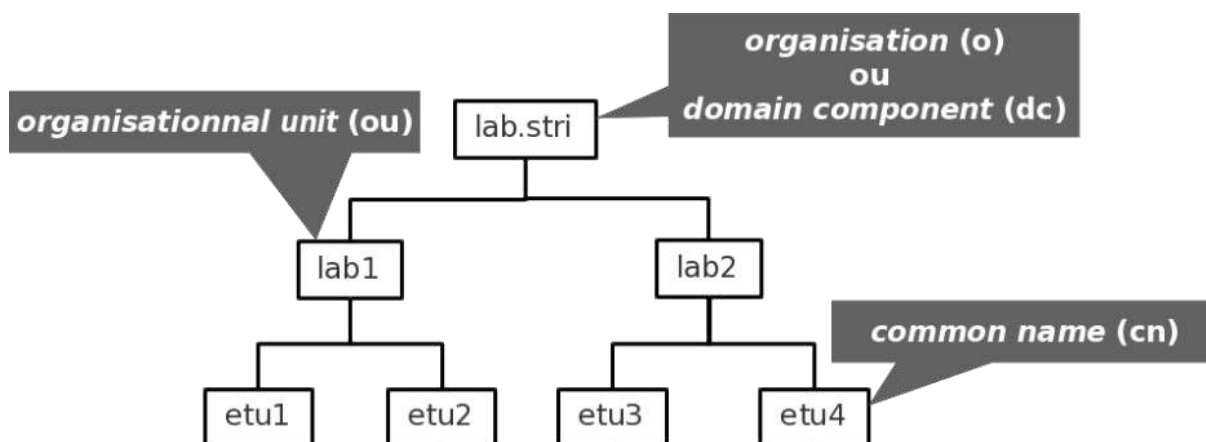 organisation (o)
ou
domain component (dc)
organisationnal unit (ou)
lab.stri
lab1
lab2
common name (cn)
etu1
etu2
etu3
etu4